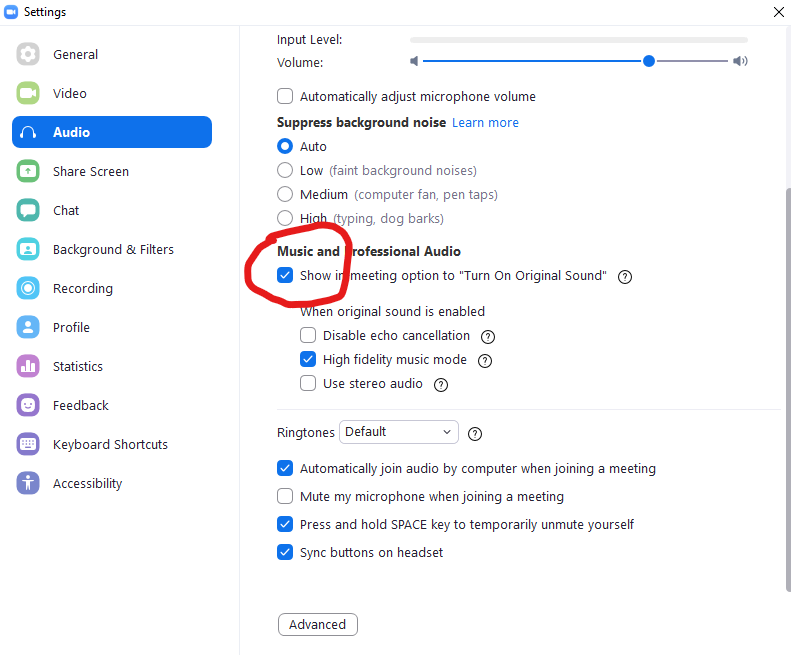 Settings
General
Video
Audio
Share Screen
Chat
Background & Filters
Recording
Profile
Statistics
Feedback
Keyboard Shortcuts
Accessibility
Input Level:
Volume:
Automatically adjust microphone volume
Suppress background noise Learn more
Auto
Low (faint background noises)
Medium (computer fan, pen taps)
High (typing, dog barks)
Music and Professional Audio
Show in meeting option to "Turn On Original Sound" ?
When original sound is enabled
Disable echo cancellation ?
High fidelity music mode ?
Use stereo audio ?
Ringtones Default ?
Automatically join audio by computer when joining a meeting
Mute my microphone when joining a meeting
Press and hold SPACE key to temporarily unmute yourself
Sync buttons on headset
Advanced